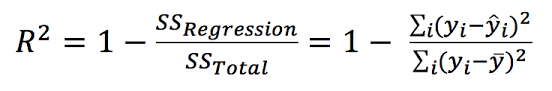 R² = 1 − SS_Regression / SS_Total = 1 − Σᵢ(yᵢ−ŷᵢ)² / Σᵢ(yᵢ−ȳ)²